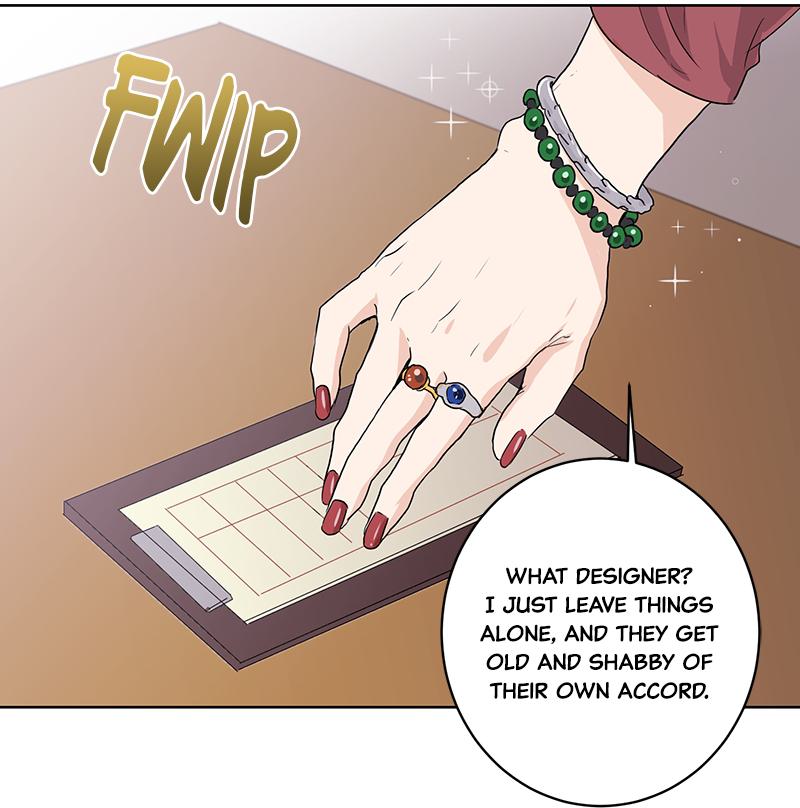 FWIP
WHAT DESIGNER?
I JUST LEAVE THINGS
ALONE, AND THEY GET
OLD AND SHABBY OF
THEIR OWN ACCORD.